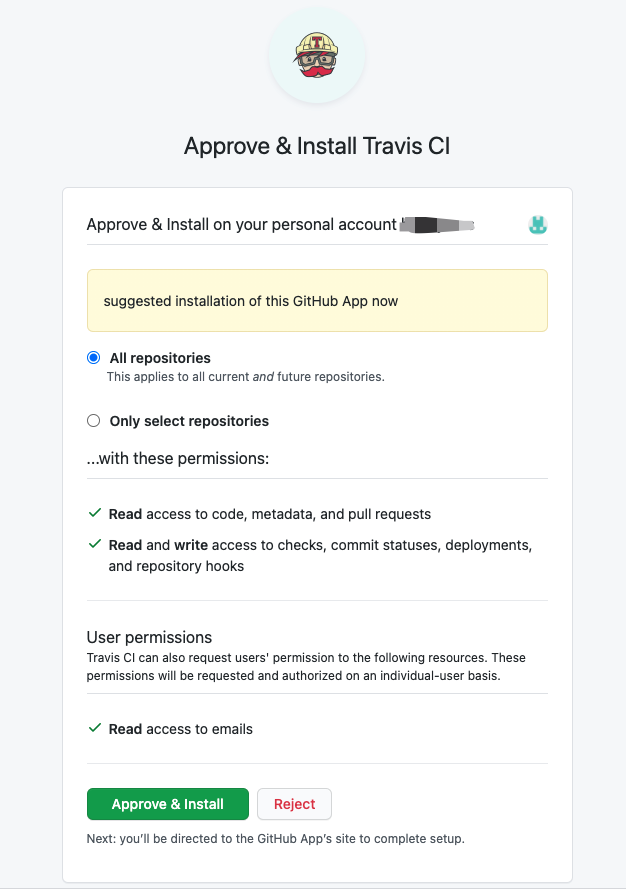 T
Approve & Install Travis CI
Approve & Install on your personal account
suggested installation of this GitHub App now
All repositories
This applies to all current and future repositories.
Only select repositories
...with these permissions:
Read access to code, metadata, and pull requests
Read and write access to checks, commit statuses, deployments,
and repository hooks
User permissions
Travis CI can also request users' permission to the following resources. These
permissions will be requested and authorized on an individual-user basis.
Read access to emails
Approve & Install Reject
Next: you'll be directed to the GitHub App's site to complete setup.